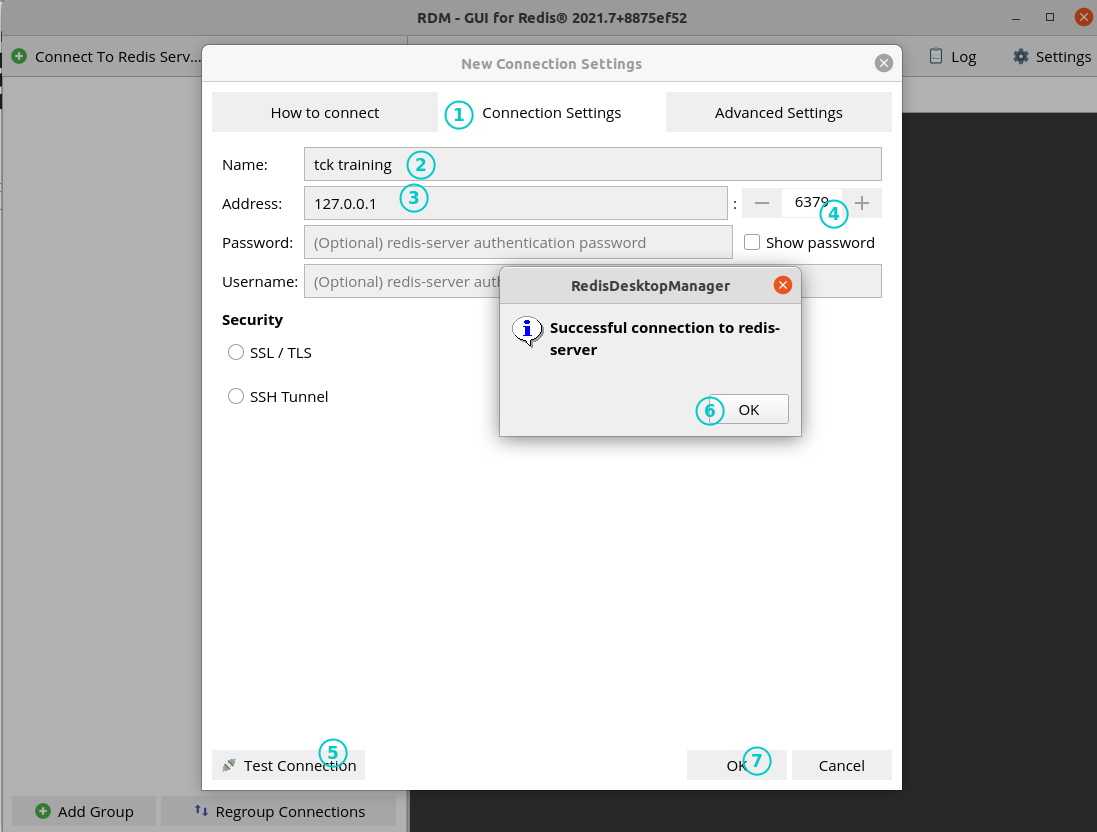 RDM - GUI for Redis® 2021.7+8875ef52
Connect To Redis Serv...
Log
Settings
New Connection Settings
How to connect
1
Connection Settings
Advanced Settings
Name:
tck training
2
Address:
127.0.0.1
3
:
6379
4
Password:
(Optional) redis-server authentication password
Show password
Username:
(Optional) redis-server aut
Security
SSL / TLS
SSH Tunnel
RedisDesktopManager
Successful connection to redis-
server
6
OK
5
Test Connection
OK
7
Cancel
Add Group
Regroup Connections